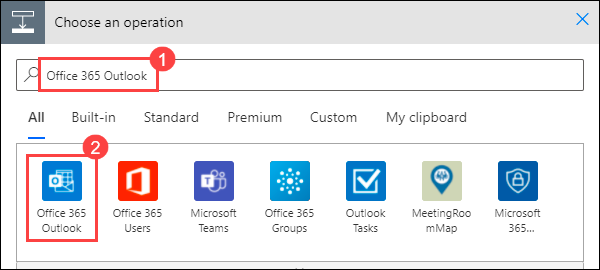 Choose an operation
1
Office 365 Outlook
All Built-in Standard Premium Custom My clipboard
2
Office 365 Office 365 Microsoft Office 365 Outlook MeetingRoo Microsoft
Outlook Users Teams Groups Tasks mMap 365...